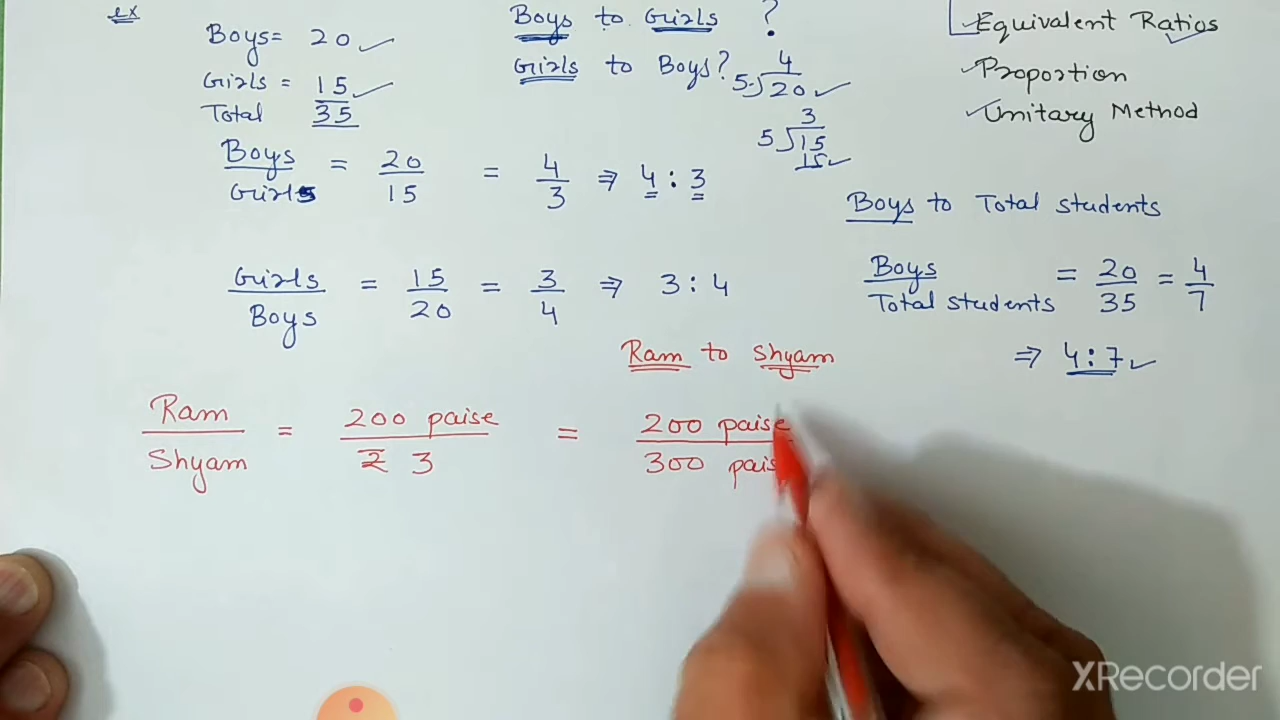 ex
Boys = 20
Girls = 15
Total 35
Boys to Girls ?
Girls to Boys?
4
5√20
3
5√15
15
Equivalent Ratios
Proportion
Unitary Method
Boys/Girls = 20/15 = 4/3 ⇒ 4 : 3
Girls/Boys = 15/20 = 3/4 ⇒ 3 : 4
Boys to Total students
Boys/Total students = 20/35 = 4/7
⇒ 4 : 7
Ram to Shyam
Ram/Shyam = 200 paise/2 3 = 200 paise/300
XRecorder